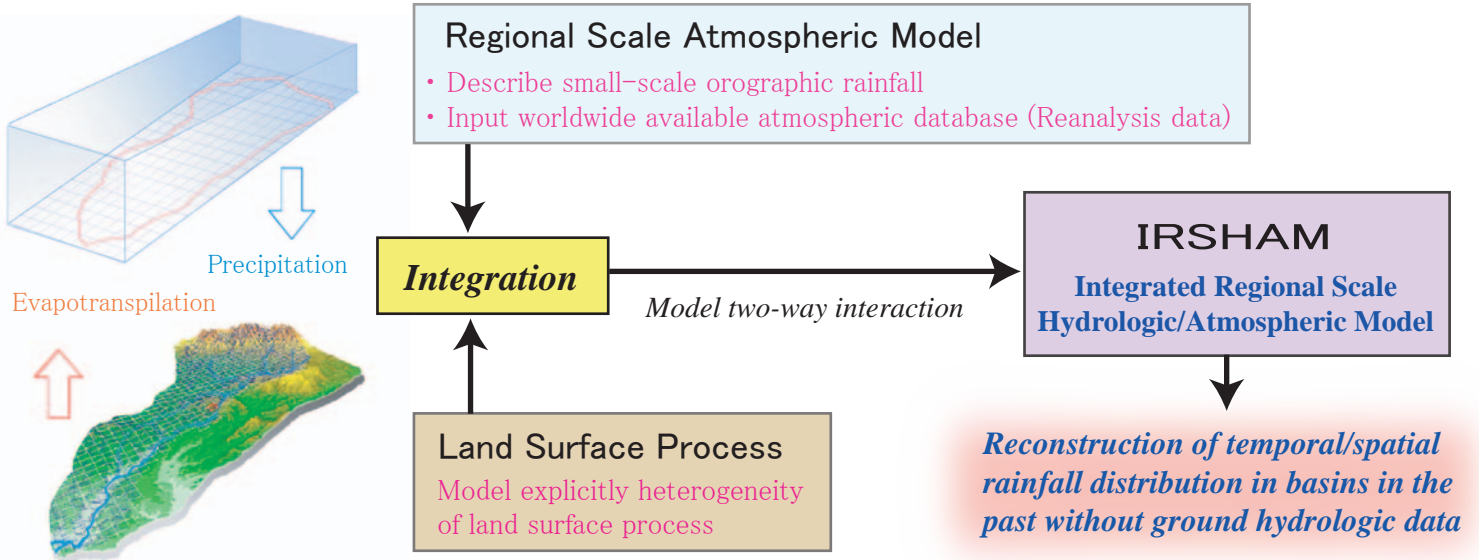 Regional Scale Atmospheric Model
・Describe small-scale orographic rainfall
・Input worldwide available atmospheric database (Reanalysis data)
Precipitation
Evapotranspilation
Integration
Model two-way interaction
IRSHAM
Integrated Regional Scale
Hydrologic/Atmospheric Model
Land Surface Process
Model explicitly heterogeneity
of land surface process
Reconstruction of temporal/spatial
rainfall distribution in basins in the
past without ground hydrologic data